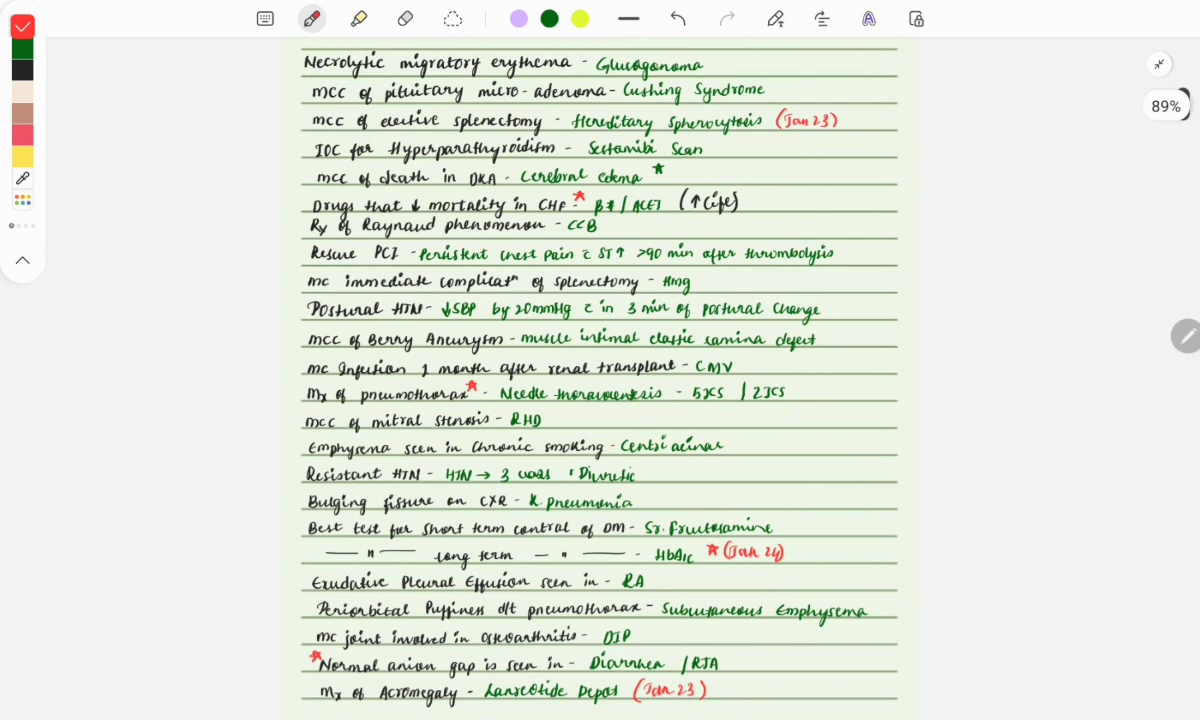 89%
Necrolytic migratory erythema - Glucagonoma
mcc of pituitary micro-adenoma - Cushing Syndrome
mcc of elective splenectomy - Hereditary Spherocytosis (Jan 23)
IOC for Hyperparathyroidism - Sestamibi Scan
mcc of death in DKA - Cerebral edema ★
Drugs that ↓ mortality in CHF ★ - β# / ACEI (↑ life)
Rx of Raynaud phenomenon - CCB
Rescue PCI - Persistent chest pain c̄ ST↑ >90 min after thrombolysis
mc immediate complicatn of splenectomy - Hmg
Postural HTN - ↓SBP by 20mmHg c̄ in 3 min of postural change
mcc of Berry Aneurysm - muscle intimal elastic lamina defect
mc Infection 1 month after renal transplant - CMV
Mx of pneumothorax ★ - Needle thoracocentesis - 5ICS / 2ICS
mcc of mitral stenosis - RHD
Emphysema seen in Chronic smoking - Centriacinar
Resistant HTN - HTN → 3 1 Diuretic
Bulging fissure on CXR - K. pneumonia
Best test for short term control of DM - Sr. Fructosamine
— " — long term — " — - HbA1c ★ (Jan 24)
Exudative Pleural Effusion seen in - RA
Periorbital Puffiness d/t pneumothorax - Subcutaneous Emphysema
mc joint involved in osteoarthritis - DIP
★ Normal anion gap is seen in - Diarrhea / RTA
Mx of Acromegaly - Lanreotide Depot (Jan 23)